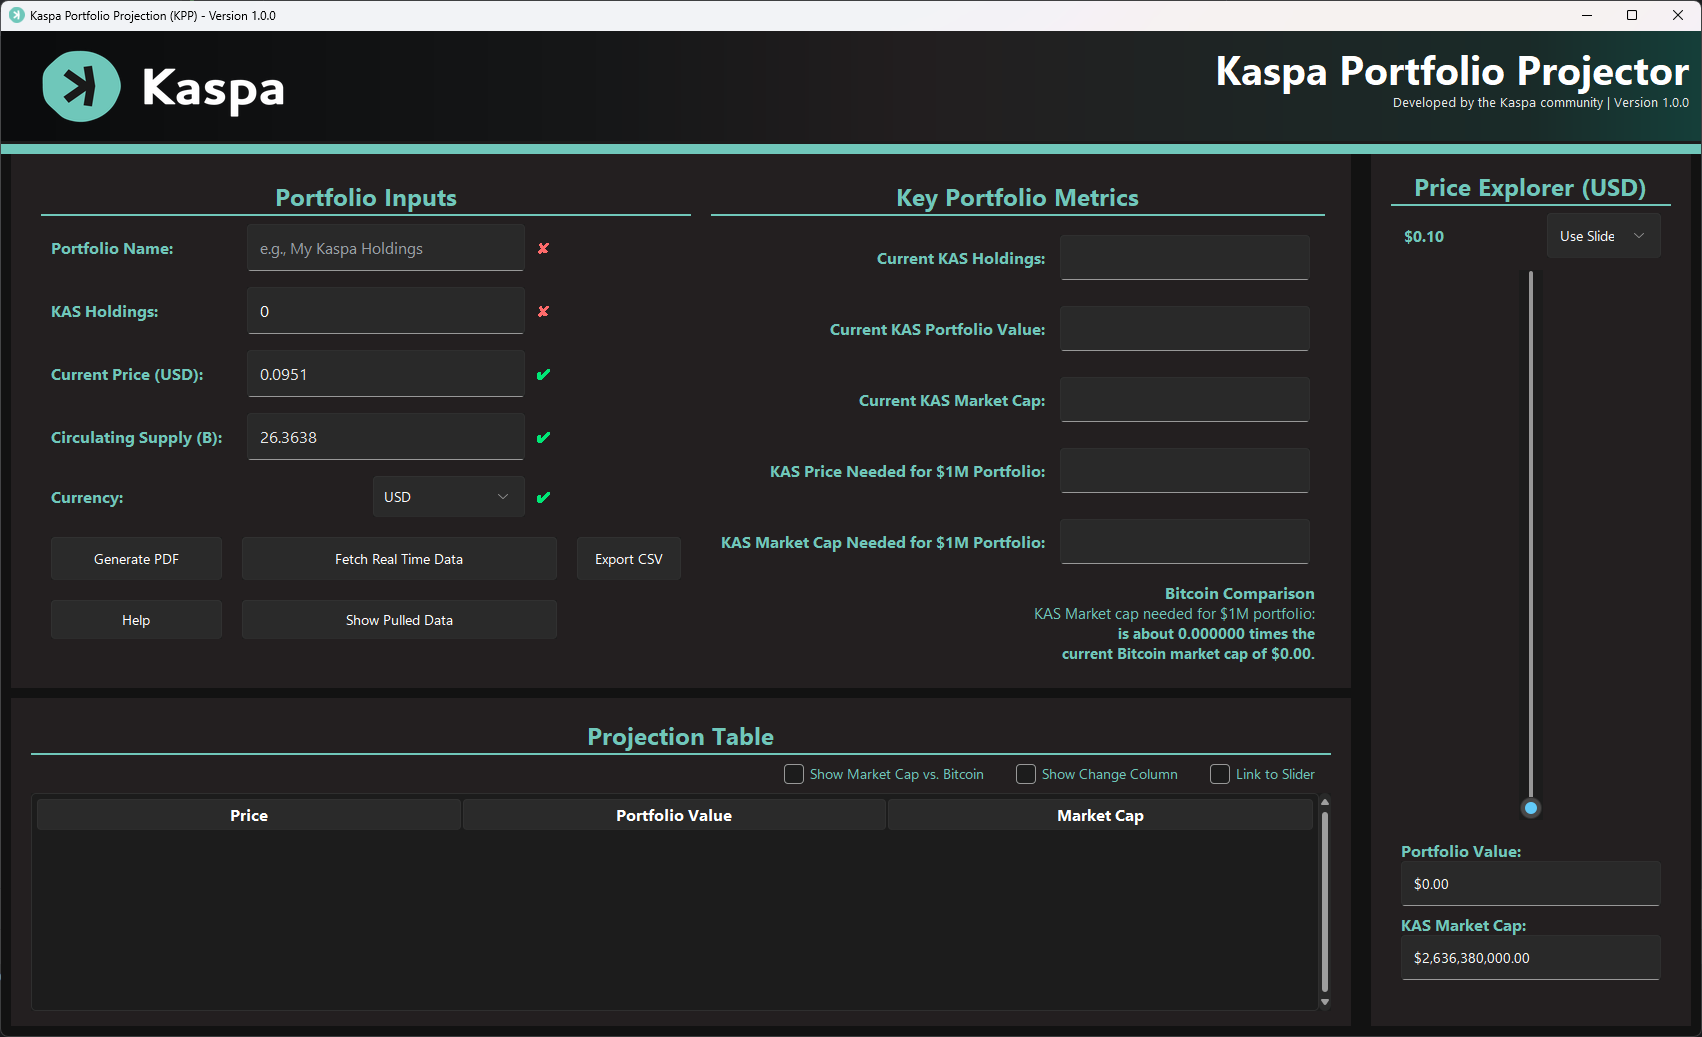 Kaspa Portfolio Projection (KPP) - Version 1.0.0
Kaspa
Kaspa Portfolio Projector
Developed by the Kaspa community | Version 1.0.0
Portfolio Inputs
Portfolio Name:
e.g., My Kaspa Holdings
✘
KAS Holdings:
0
✘
Current Price (USD):
0.0951
✔
Circulating Supply (B):
26.3638
✔
Currency:
USD
✔
Generate PDF
Fetch Real Time Data
Export CSV
Help
Show Pulled Data
Key Portfolio Metrics
Current KAS Holdings:
Current KAS Portfolio Value:
Current KAS Market Cap:
KAS Price Needed for $1M Portfolio:
KAS Market Cap Needed for $1M Portfolio:
Bitcoin Comparison
KAS Market cap needed for $1M portfolio:
is about 0.000000 times the
current Bitcoin market cap of $0.00.
Price Explorer (USD)
$0.10
Use Slide
Portfolio Value:
$0.00
KAS Market Cap:
$2,636,380,000.00
Projection Table
Show Market Cap vs. Bitcoin
Show Change Column
Link to Slider
Price
Portfolio Value
Market Cap